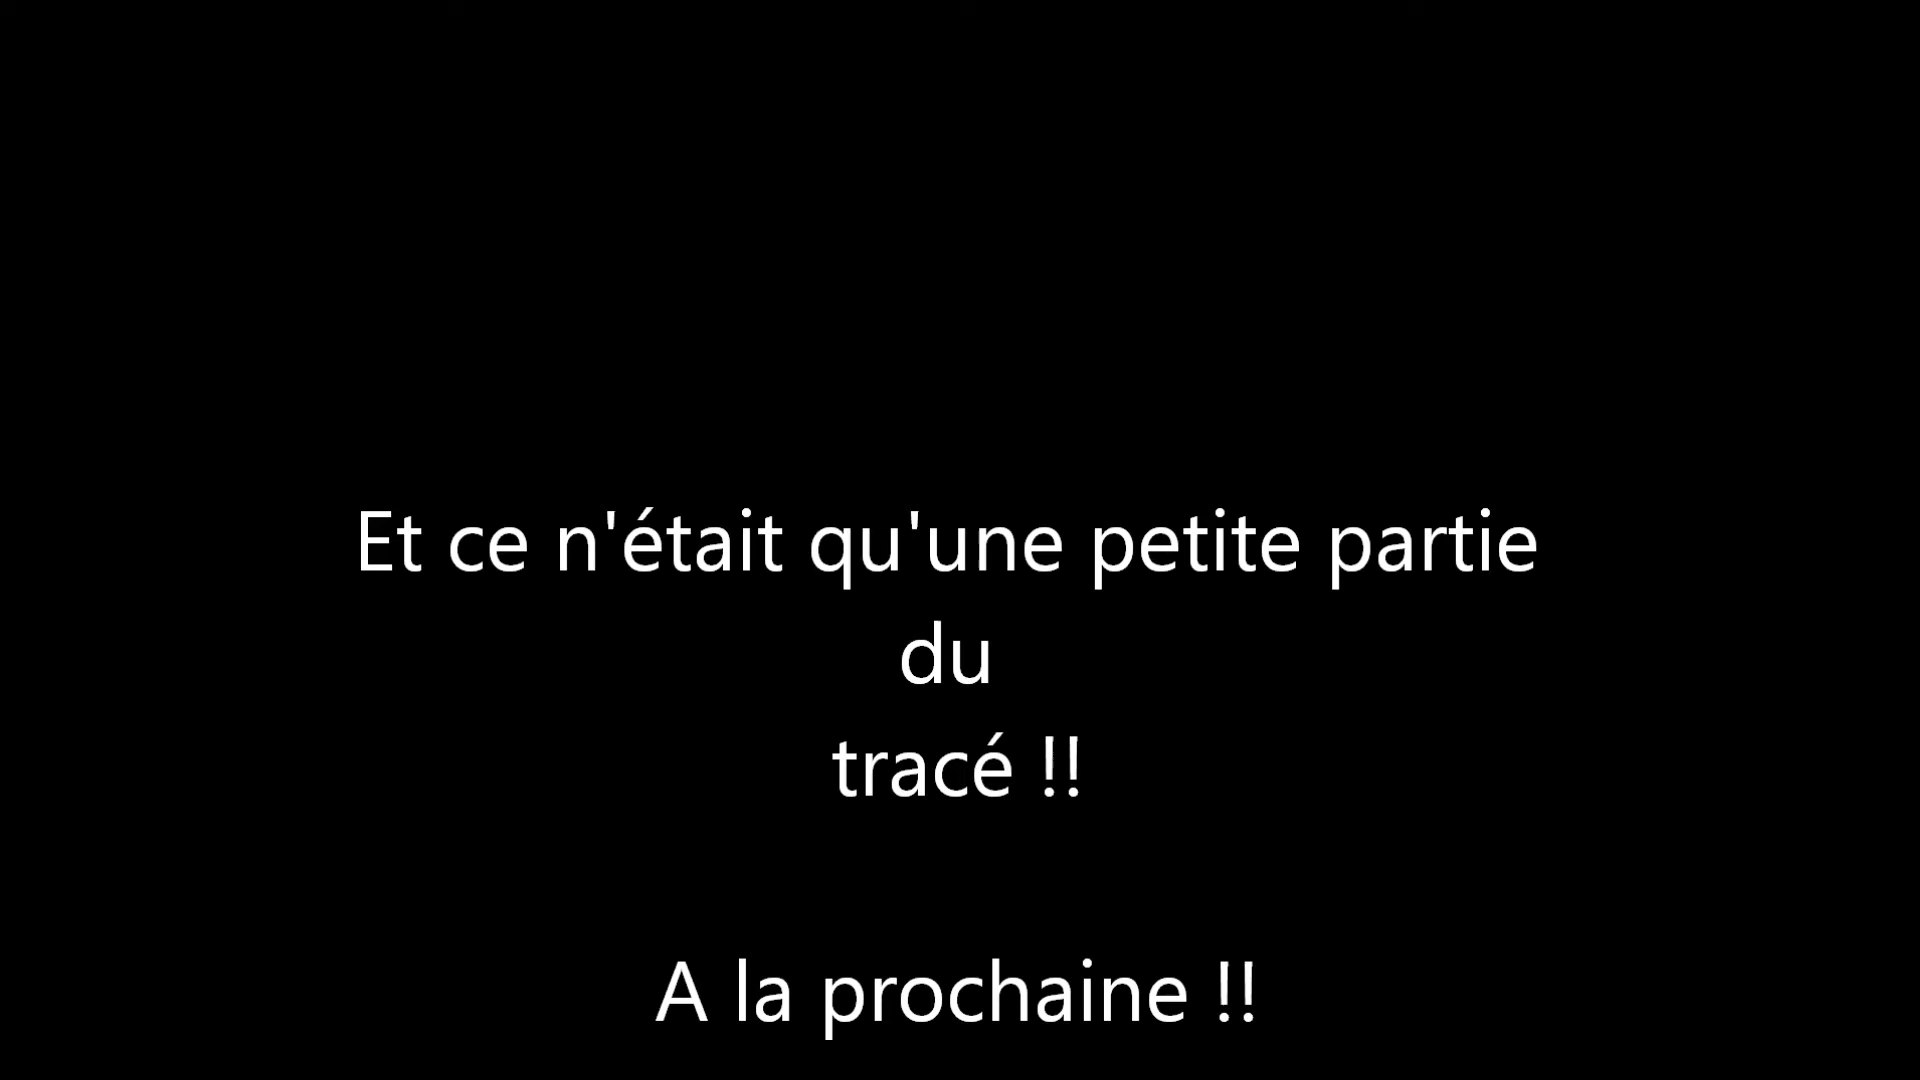 Et ce n'était qu'une petite partie
du
tracé !!
A la prochaine !!